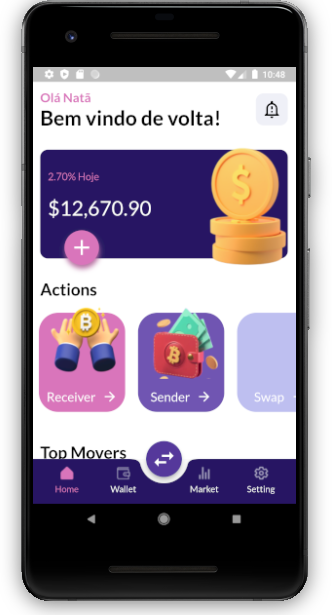 10:48
Olá Natã
Bem vindo de volta!
2.70% Hoje
$12,670.90
Actions
Receiver
Sender
Swap
Top Movers
Home
Wallet
Market
Setting